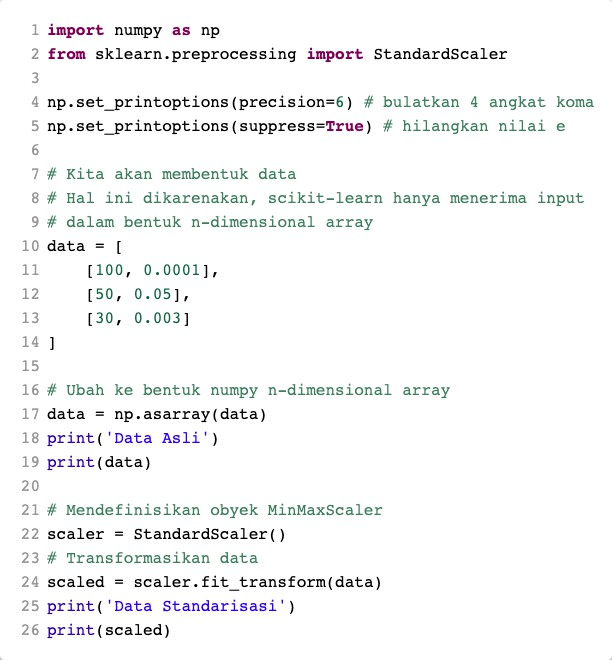 1 import numpy as np
2 from sklearn.preprocessing import StandardScaler
3
4 np.set_printoptions(precision=6) # bulatkan 4 angkat koma
5 np.set_printoptions(suppress=True) # hilangkan nilai e
6
7 # Kita akan membentuk data
8 # Hal ini dikarenakan, scikit-learn hanya menerima input
9 # dalam bentuk n-dimensional array
10 data = [
11     [100, 0.0001],
12     [50, 0.05],
13     [30, 0.003]
14 ]
15
16 # Ubah ke bentuk numpy n-dimensional array
17 data = np.asarray(data)
18 print('Data Asli')
19 print(data)
20
21 # Mendefinisikan obyek MinMaxScaler
22 scaler = StandardScaler()
23 # Transformasikan data
24 scaled = scaler.fit_transform(data)
25 print('Data Standarisasi')
26 print(scaled)